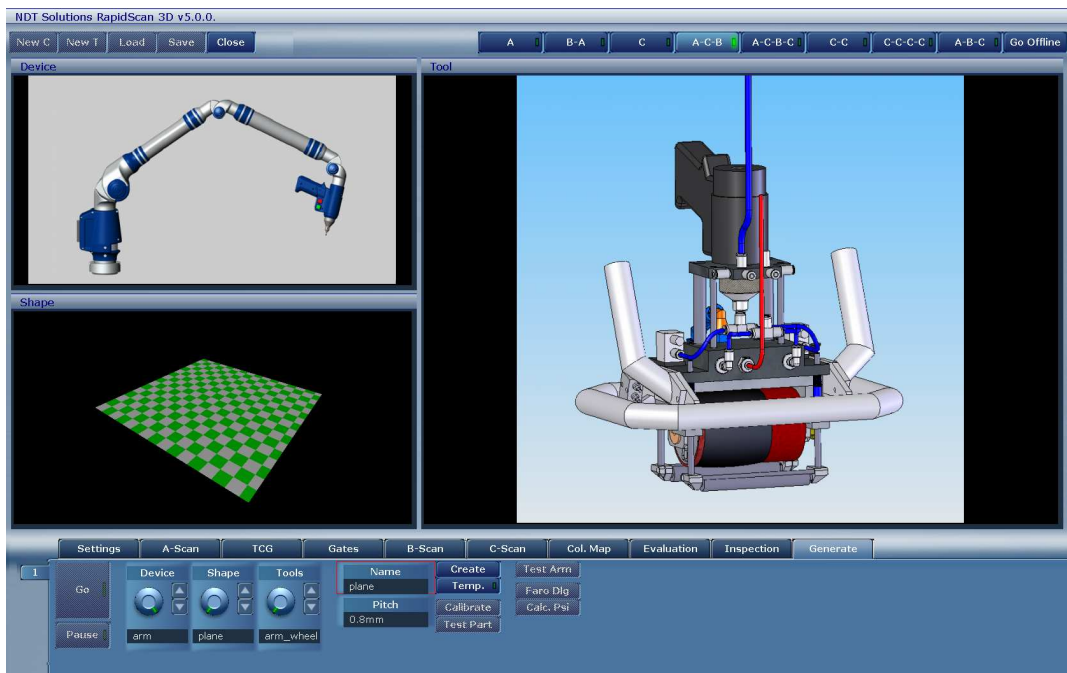 NDT Solutions RapidScan 3D v5.0.0.
New C New T Load Save Close A B-A C A-C-B A-C-B-C C-C C-C-C-C A-B-C Go Offline
Device Tool
Shape
Settings A-Scan TCG Gates B-Scan C-Scan Col. Map Evaluation Inspection Generate
1
Go Device Shape Tools Name Create Test Arm
plane Temp. Faro Dlg
Pitch Calibrate Calc. Psi
0.8mm Test Part
Pause arm plane arm_wheel